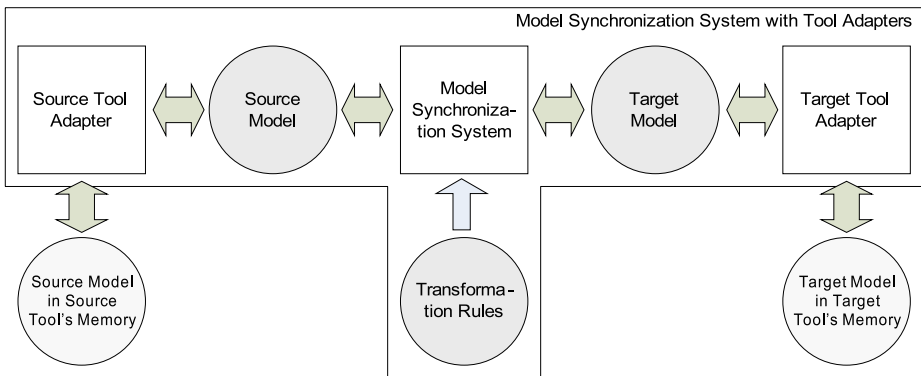 Model Synchronization System with Tool Adapters
Source Tool
Adapter
Source
Model
Model
Synchroniza-
tion System
Target
Model
Target Tool
Adapter
Source Model
in Source
Tool's Memory
Transforma-
tion Rules
Target Model
in Target
Tool's Memory